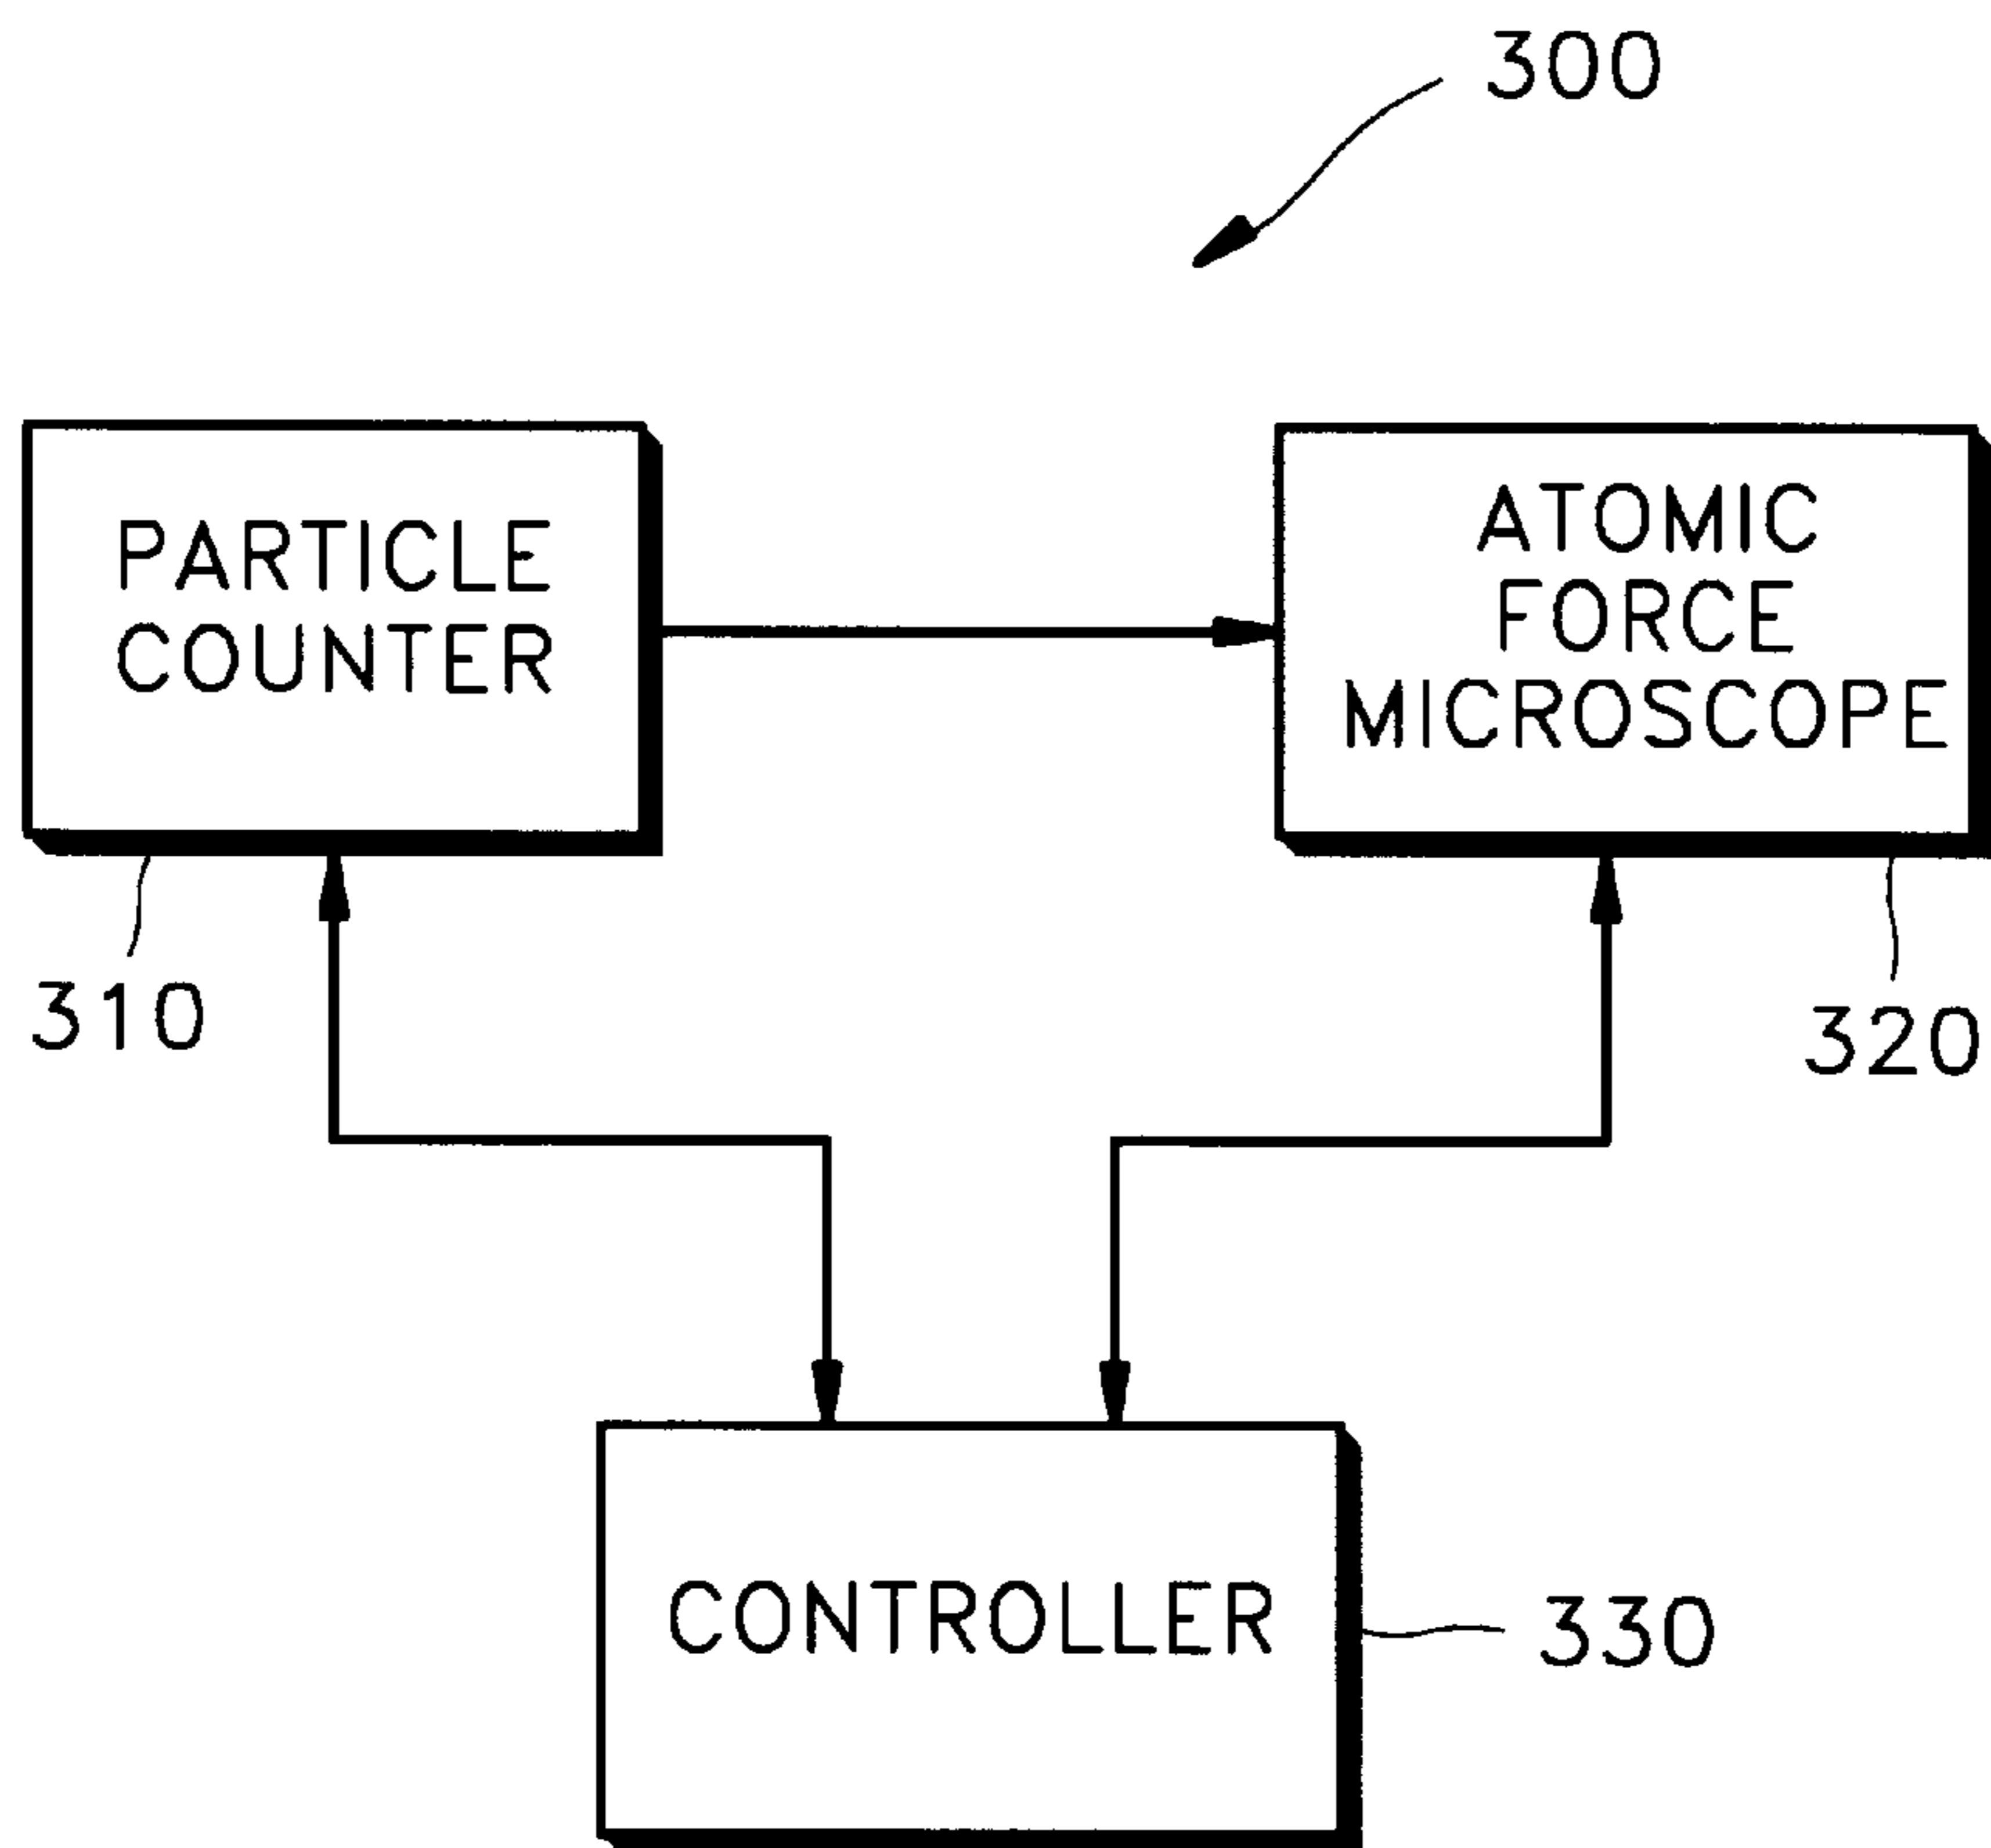 300
PARTICLE
COUNTER
ATOMIC
FORCE
MICROSCOPE
310
320
CONTROLLER
330